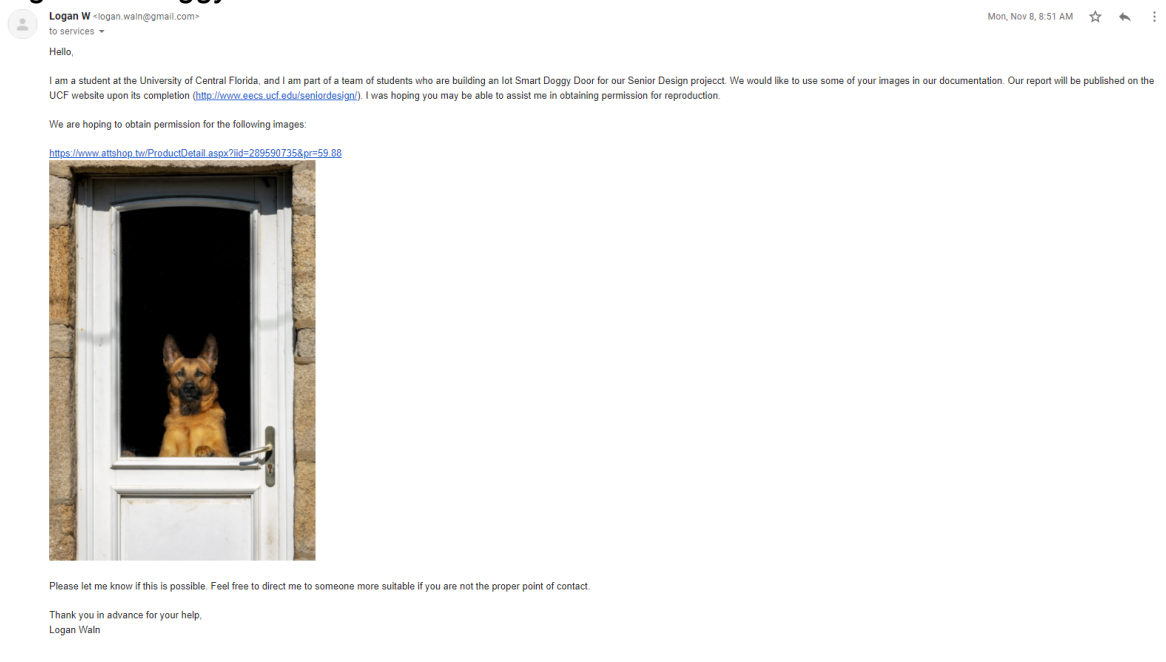 Logan W <logan.waln@gmail.com>
Mon, Nov 8, 8:51 AM
to services
Hello,
I am a student at the University of Central Florida, and I am part of a team of students who are building an Iot Smart Doggy Door for our Senior Design projecct. We would like to use some of your images in our documentation. Our report will be published on the
UCF website upon its completion (http://www.eecs.ucf.edu/seniordesign/). I was hoping you may be able to assist me in obtaining permission for reproduction.
We are hoping to obtain permission for the following images:
https://www.attshop.tw/ProductDetail.aspx?iid=289590735&pr=59.88
Please let me know if this is possible. Feel free to direct me to someone more suitable if you are not the proper point of contact.
Thank you in advance for your help,
Logan Waln